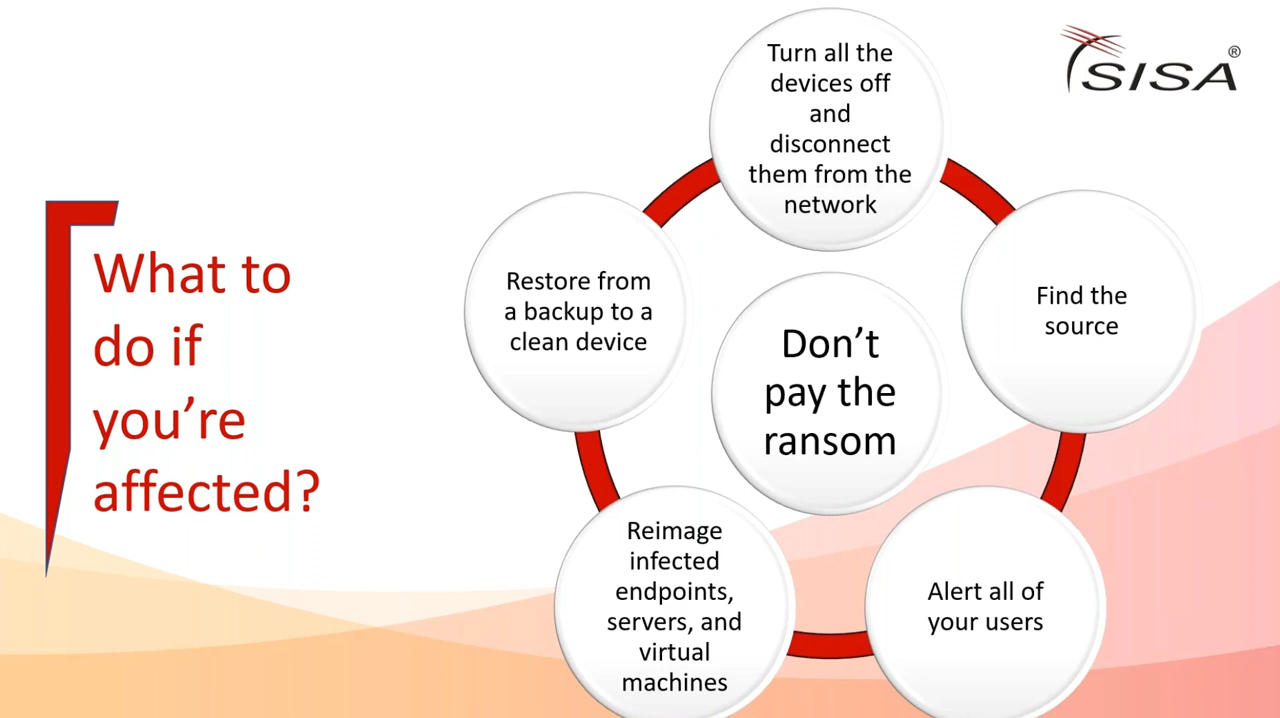 What to
do if
you’re
affected?
Turn all the
devices off
and
disconnect
them from the
network
Find the
source
Alert all of
your users
Reimage
infected
endpoints,
servers, and
virtual
machines
Restore from
a backup to a
clean device
Don’t
pay the
ransom
SISA®